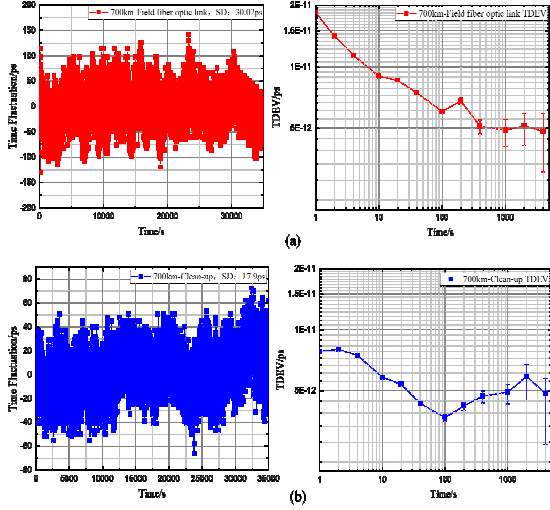 200
150
100
50
0
-50
-100
-150
-200
Time Fluctuation/ps
700km-Field fiber optic link, SD: 30.02ps
0
10000
20000
30000
Time/s
2E-11
1.5E-11
1E-11
5E-12
TDEV/ps
700km-Field fiber optic link TDEV
1
10
100
1000
Time/s
(a)
80
60
40
20
0
-20
-40
-60
-80
Time Fluctuation/ps
700km-Clean-up, SD: 17.9ps
0
5000
10000
15000
20000
25000
30000
35000
Time/s
2E-11
1.5E-11
1E-11
5E-12
TDEV/ps
700km-Clean-up TDEV
1
10
100
1000
Time/s
(b)